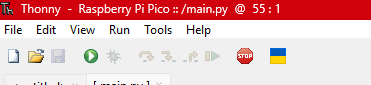 Thonny - Raspberry Pi Pico :: /main.py @ 55 : 1
File Edit View Run Tools Help
STOP
[ main.py ]